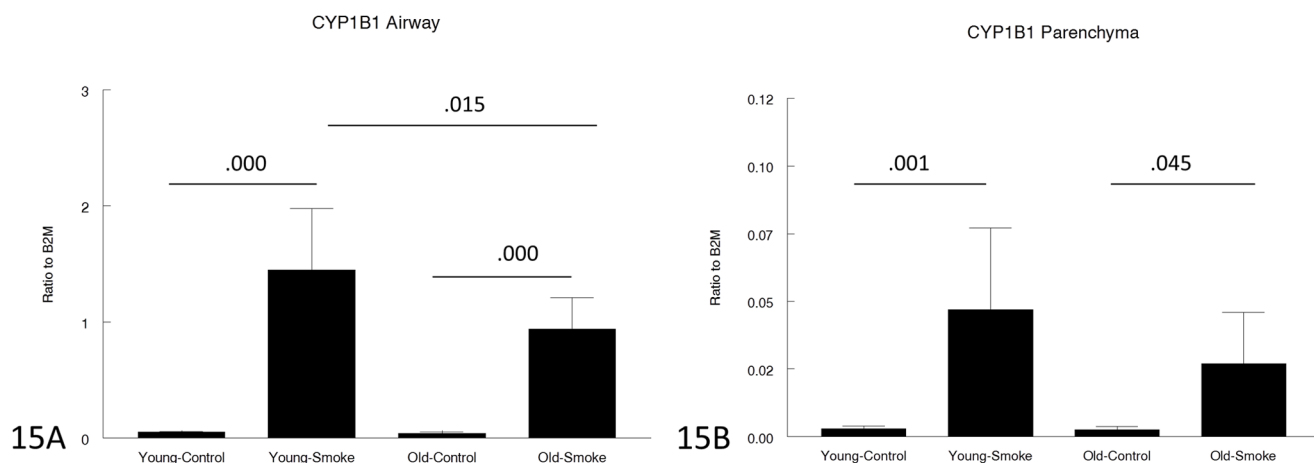 CYP1B1 Airway
3
2
1
0
Ratio to B2M
.000
.015
.000
Young-Control
Young-Smoke
Old-Control
Old-Smoke
15A
CYP1B1 Parenchyma
0.12
0.10
0.07
0.05
0.02
0.00
Ratio to B2M
.001
.045
Young-Control
Young-Smoke
Old-Control
Old-Smoke
15B